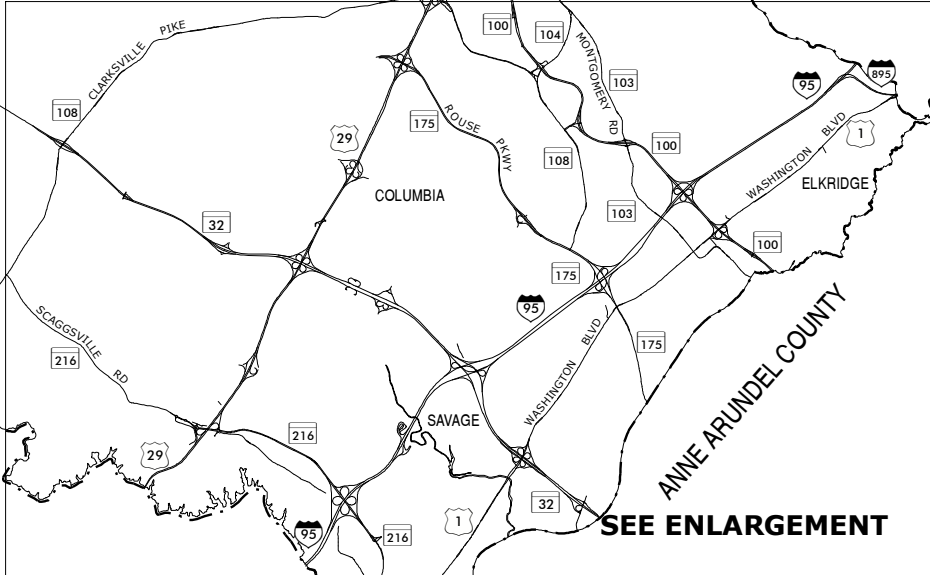 CLARKSVILLE PIKE
100
104
MONTGOMERY RD
103
95
895
108
29
175
ROUSE PKWY
108
100
WASHINGTON BLVD
1
ELKRIDGE
COLUMBIA
32
103
100
175
95
SCAGGSVILLE RD
216
WASHINGTON BLVD
175
ANNE ARUNDEL COUNTY
SAVAGE
216
29
32
1
95
216
SEE ENLARGEMENT